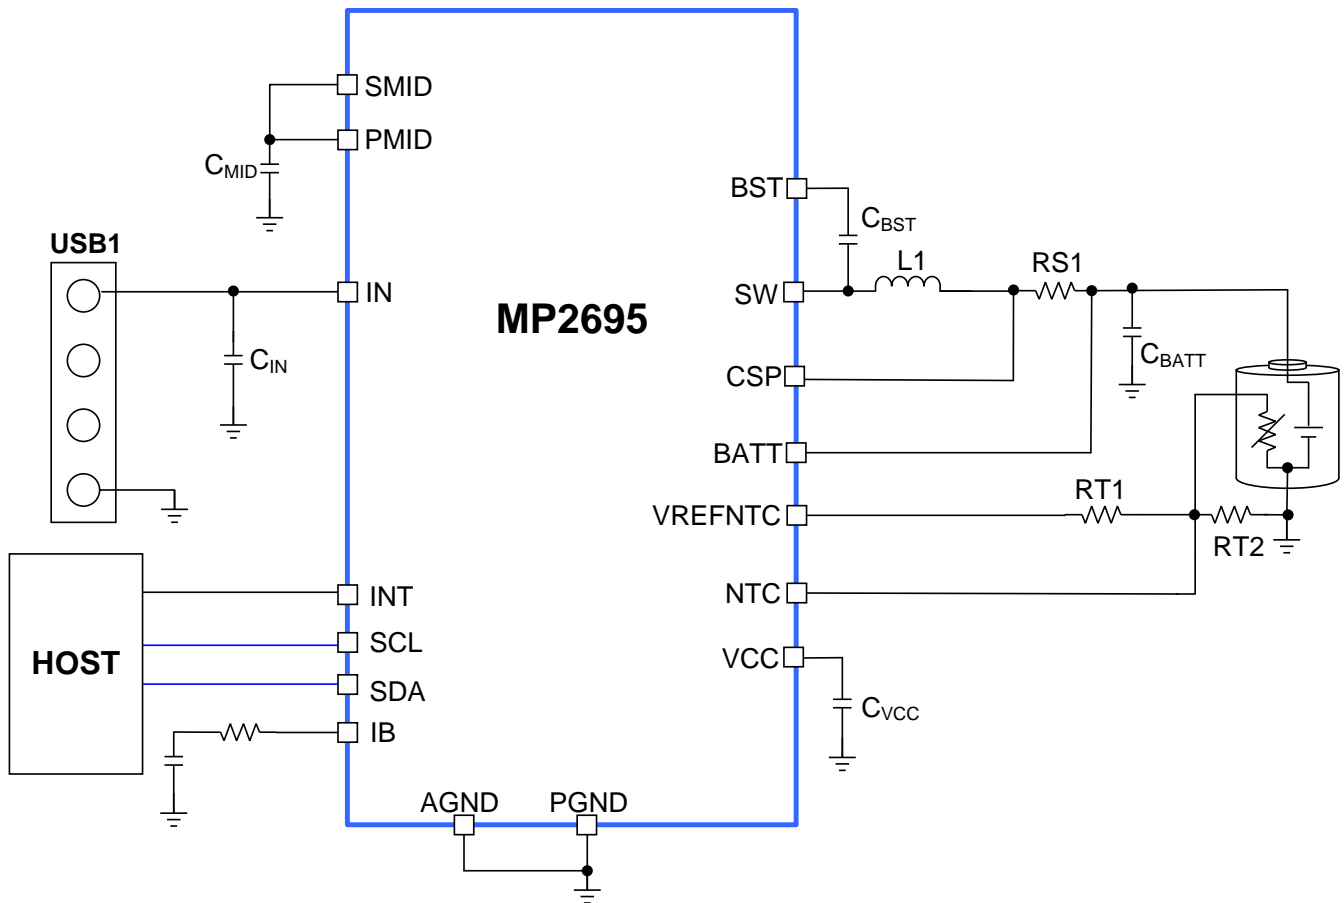 SMID
PMID
CMID
USB1
IN
CIN
MP2695
BST
CBST
L1
RS1
SW
CBATT
CSP
BATT
RT1
VREFNTC
RT2
NTC
VCC
CVCC
HOST
INT
SCL
SDA
IB
AGND
PGND